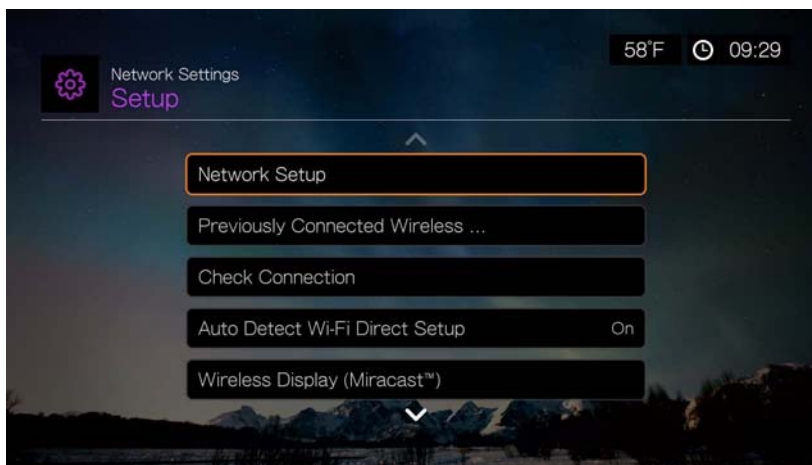 58°F 09:29
Network Settings
Setup
Network Setup
Previously Connected Wireless ...
Check Connection
Auto Detect Wi-Fi Direct Setup On
Wireless Display (Miracast™)